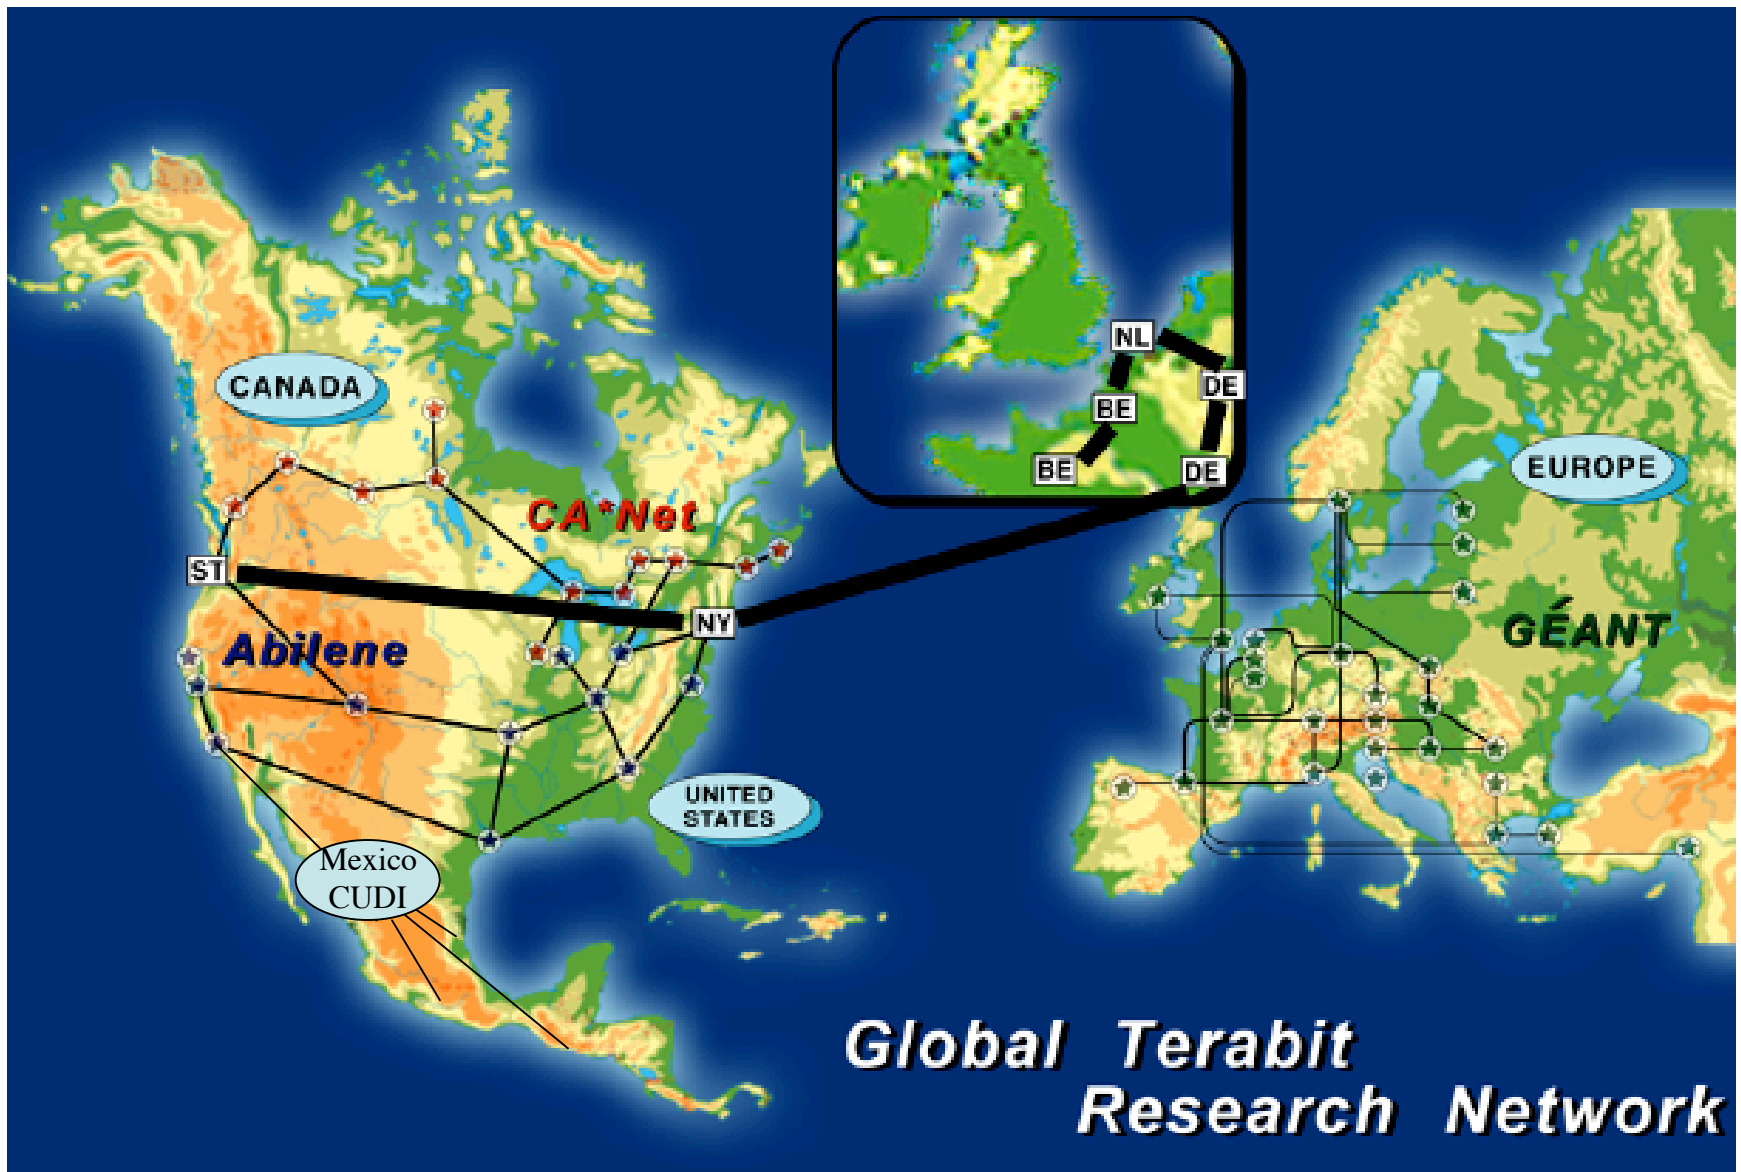 NL
DE
BE
BE
DE
CANADA
EUROPE
CA*Net
ST
NY
GÉANT
Abilene
UNITED
STATES
Mexico
CUDI
Global Terabit
Research Network